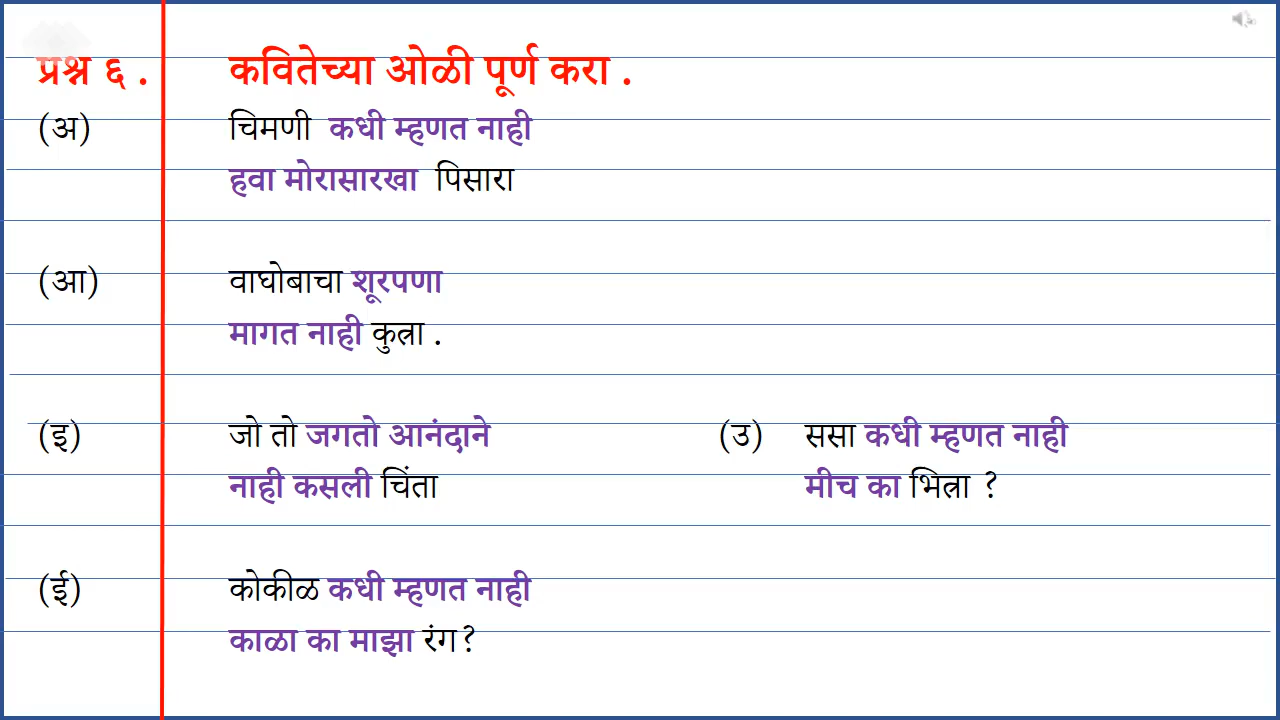 प्रश्न ६ . कवितेच्या ओळी पूर्ण करा .
(अ) चिमणी कधी म्हणत नाही
हवा मोरासारखा पिसारा
(आ) वाघोबाचा शूरपणा
मागत नाही कुत्रा .
(इ) जो तो जगतो आनंदाने
नाही कसली चिंता
(उ) ससा कधी म्हणत नाही
मीच का भित्रा ?
(ई) कोकीळ कधी म्हणत नाही
काळा का माझा रंग?